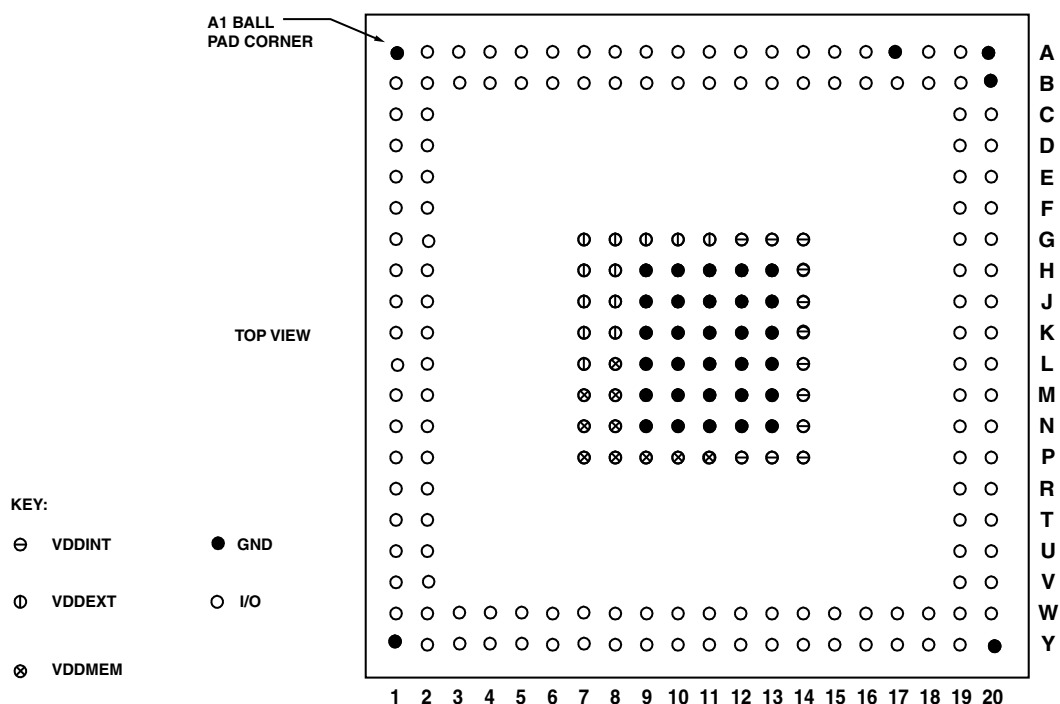 A1 BALL
PAD CORNER
A
B
C
D
E
F
G
H
J
TOP VIEW
K
L
M
N
P
R
KEY:
T
VDDINT GND
U
V
VDDEXT I/O
W
Y
VDDMEM
1 2 3 4 5 6 7 8 9 10 11 12 13 14 15 16 17 18 19 20